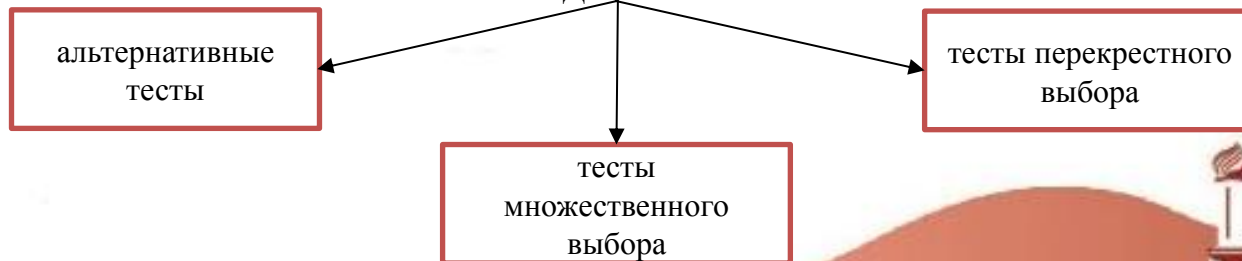 альтернативные
тесты
тесты перекрестного
выбора
тесты
множественного
выбора